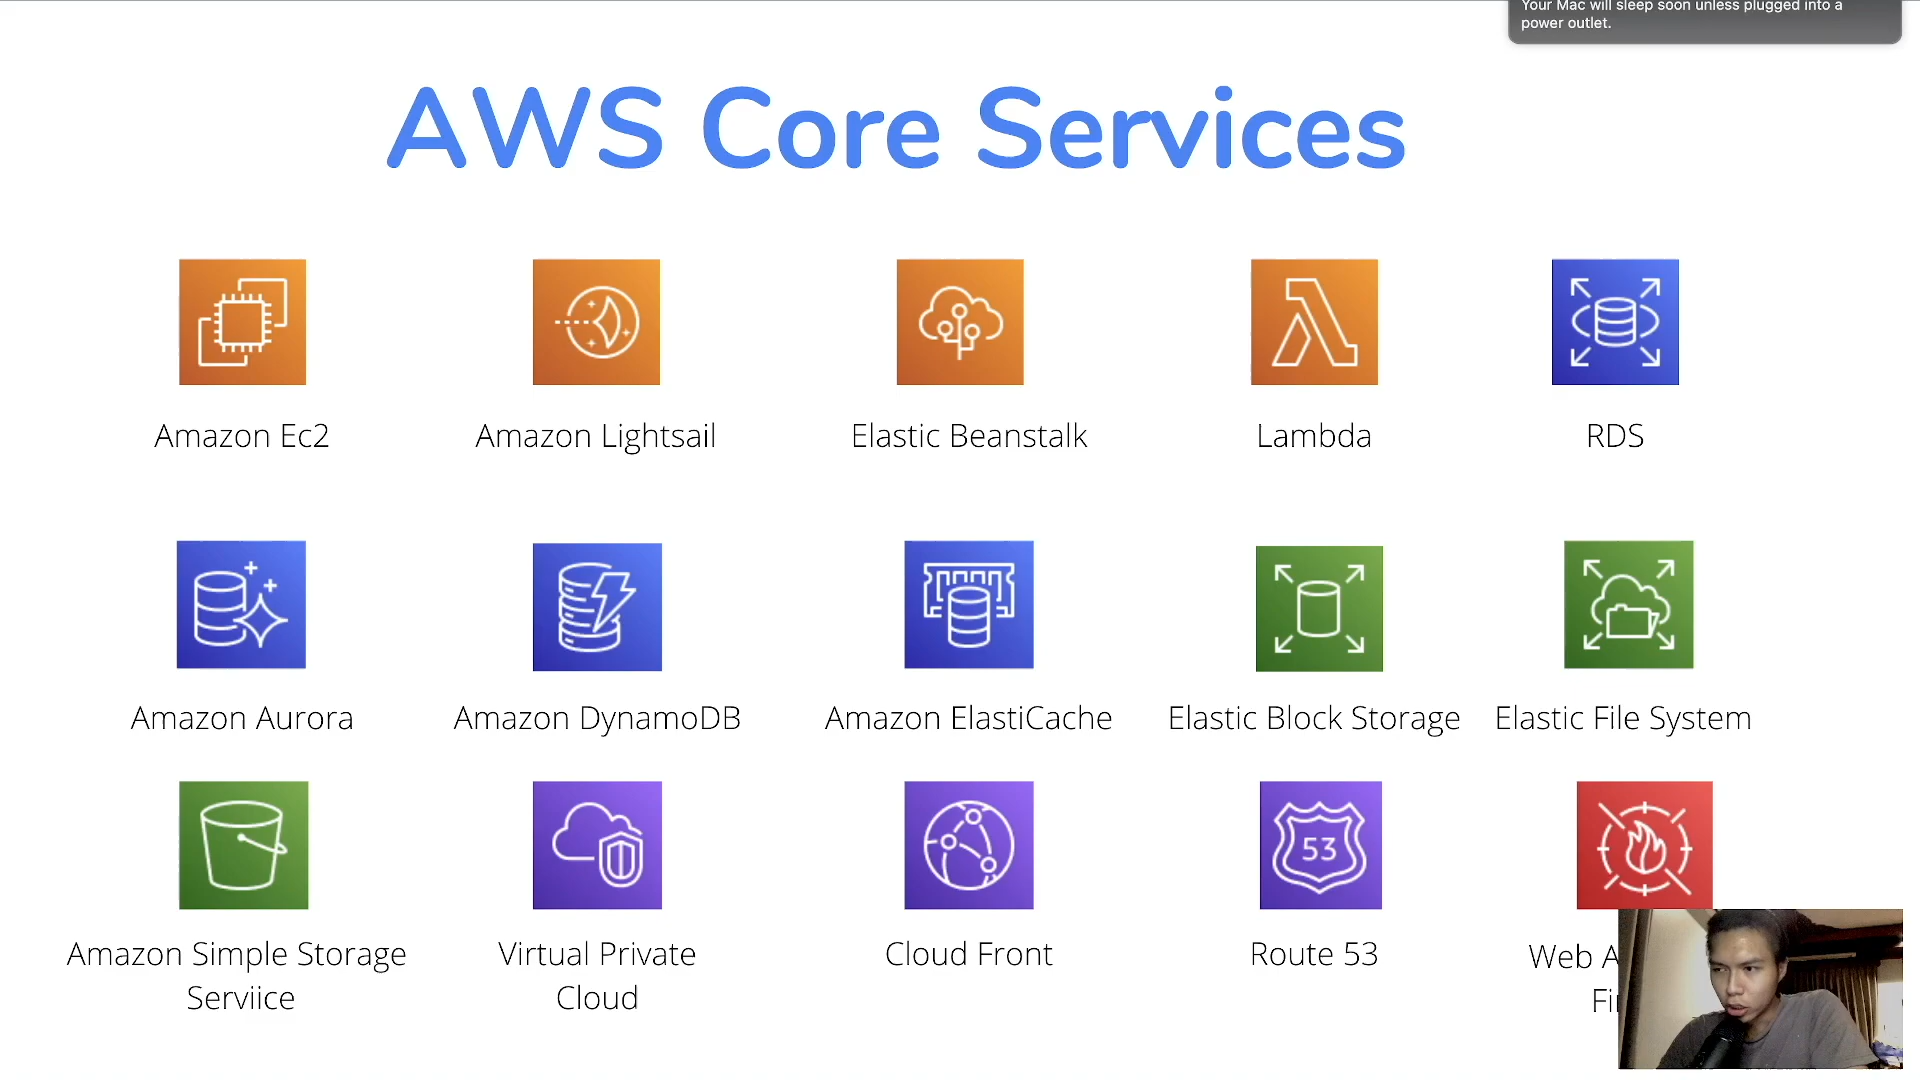 Your Mac will sleep soon unless plugged into a
power outlet.
AWS Core Services
Amazon Ec2
Amazon Lightsail
Elastic Beanstalk
Lambda
RDS
Amazon Aurora
Amazon DynamoDB
Amazon ElastiCache
Elastic Block Storage
Elastic File System
53
Amazon Simple Storage
Serviice
Virtual Private
Cloud
Cloud Front
Route 53
Web